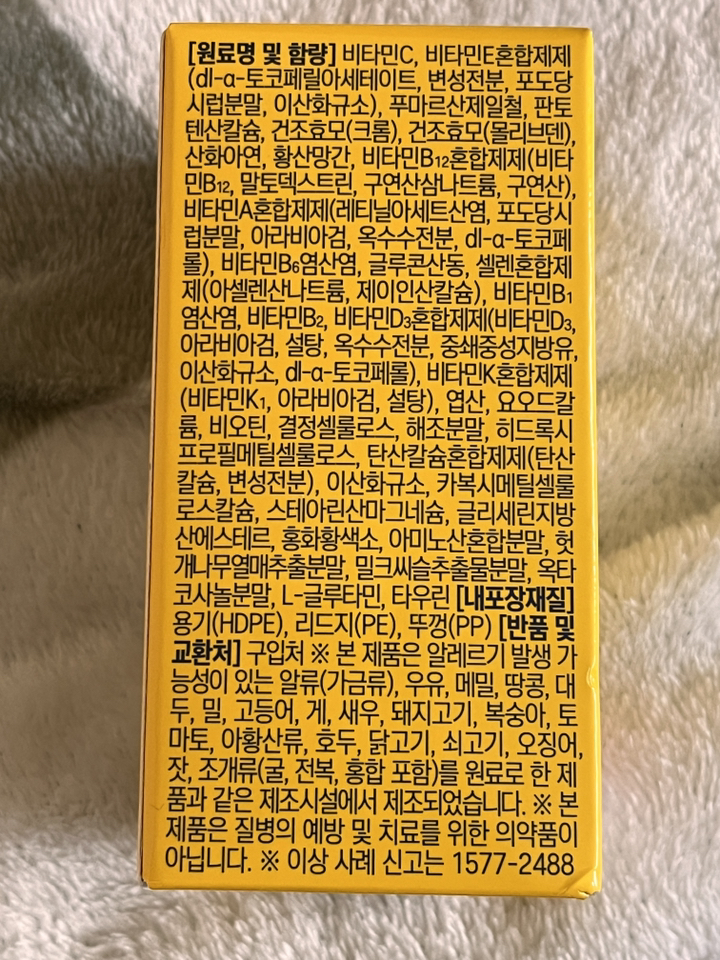 [원료명 및 함량] 비타민C, 비타민E혼합제제
(dl-α-토코페릴아세테이트, 변성전분, 포도당
시럽분말, 이산화규소), 푸마르산제일철, 판토
텐산칼슘, 건조효모(크롬), 건조효모(몰리브덴),
산화아연, 황산망간, 비타민B12혼합제제(비타
민B12, 말토덱스트린, 구연산삼나트륨, 구연산),
비타민A혼합제제(레티닐아세트산염, 포도당시
럽분말, 아라비아검, 옥수수전분, dl-α-토코페
롤), 비타민B6염산염, 글루콘산동, 셀렌혼합제
제(아셀렌산나트륨, 제이인산칼슘), 비타민B1
염산염, 비타민B2, 비타민D3혼합제제(비타민D3,
아라비아검, 설탕, 옥수수전분, 중쇄중성지방유,
이산화규소, dl-α-토코페롤), 비타민K혼합제제
(비타민K1, 아라비아검, 설탕), 엽산, 요오드칼
륨, 비오틴, 결정셀룰로스, 해조분말, 히드록시
프로필메틸셀룰로스, 탄산칼슘혼합제제(탄산
칼슘, 변성전분), 이산화규소, 카복시메틸셀룰
로스칼슘, 스테아린산마그네슘, 글리세린지방
산에스테르, 홍화황색소, 아미노산혼합분말, 헛
개나무열매추출분말, 밀크씨슬추출물분말, 옥타
코사놀분말, L-글루타민, 타우린 [내포장재질]
용기(HDPE), 리드지(PE), 뚜껑(PP) [반품 및
교환처] 구입처 ※ 본 제품은 알레르기 발생 가
능성이 있는 알류(가금류), 우유, 메밀, 땅콩, 대
두, 밀, 고등어, 게, 새우, 돼지고기, 복숭아, 토
마토, 아황산류, 호두, 닭고기, 쇠고기, 오징어,
잣, 조개류(굴, 전복, 홍합 포함)를 원료로 한 제
품과 같은 제조시설에서 제조되었습니다. ※ 본
제품은 질병의 예방 및 치료를 위한 의약품이
아닙니다. ※ 이상 사례 신고는 1577-2488